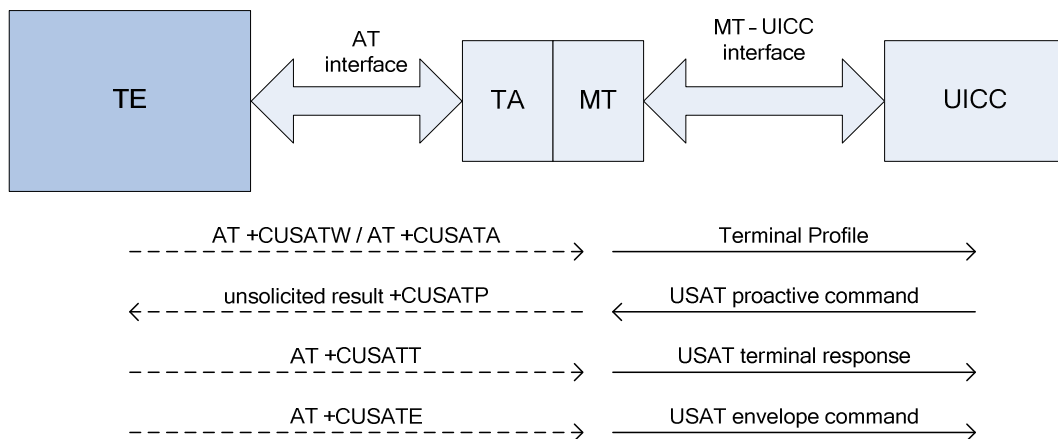 AT
interface
MT - UICC
interface
TE
TA
MT
UICC
AT +CUSATW / AT +CUSATA
Terminal Profile
unsolicited result +CUSATP
USAT proactive command
AT +CUSATT
USAT terminal response
AT +CUSATE
USAT envelope command